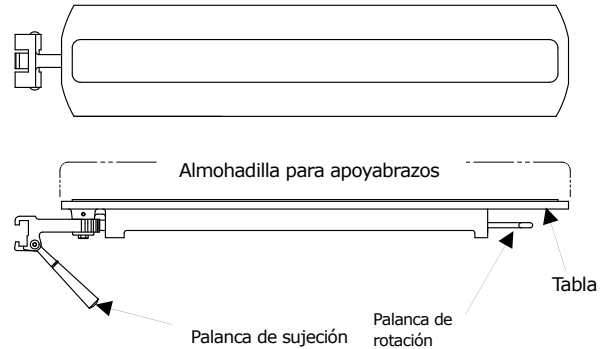 Almohadilla para apoyabrazos
Tabla
Palanca de sujeción
Palanca de
rotación